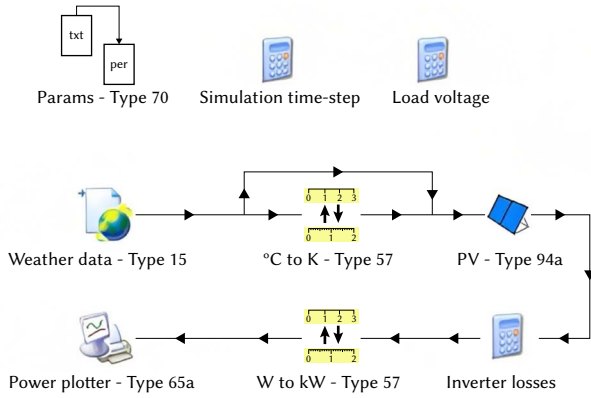 txt
per
Params - Type 70
Simulation time-step
Load voltage
0 1 2 3
0 1 2
Weather data - Type 15
°C to K - Type 57
PV - Type 94a
0 1 2 3
0 1 2
Power plotter - Type 65a
W to kW - Type 57
Inverter losses